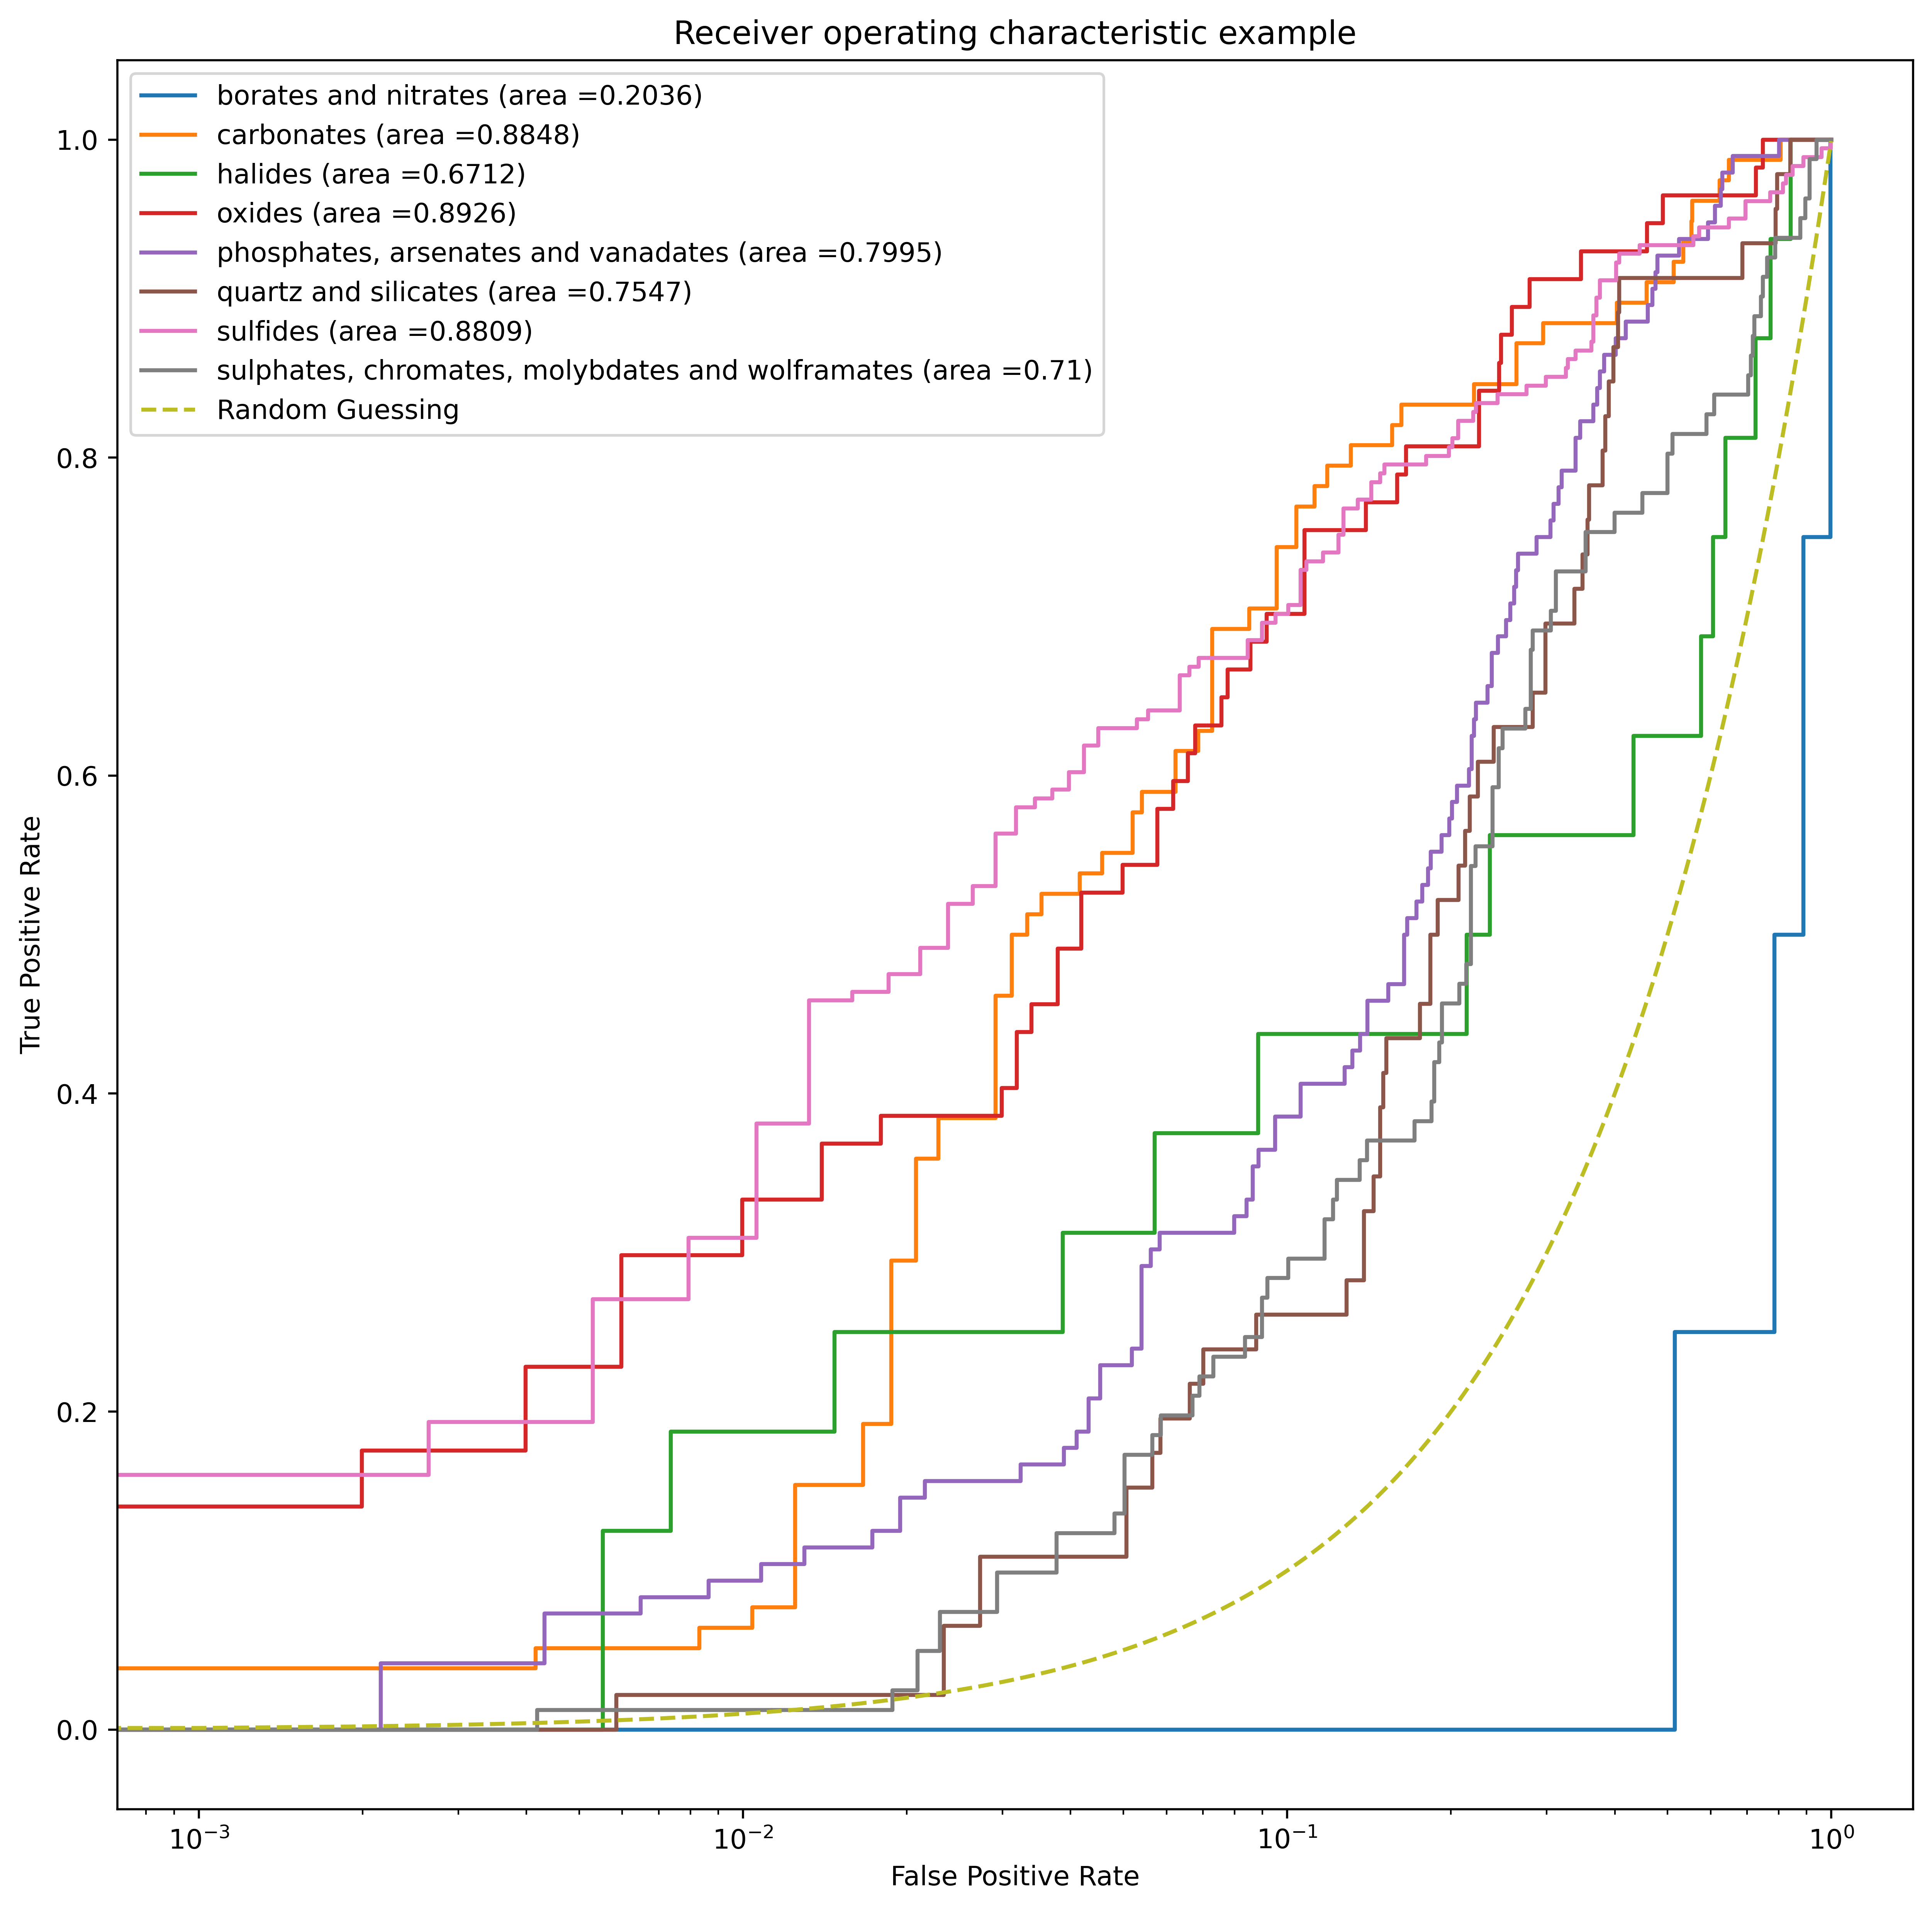 Receiver operating characteristic example
borates and nitrates (area =0.2036)
carbonates (area =0.8848)
halides (area =0.6712)
oxides (area =0.8926)
phosphates, arsenates and vanadates (area =0.7995)
quartz and silicates (area =0.7547)
sulfides (area =0.8809)
sulphates, chromates, molybdates and wolframates (area =0.71)
Random Guessing
1.0
0.8
0.6
0.4
0.2
0.0
True Positive Rate
10⁻³ 10⁻² 10⁻¹ 10⁰
False Positive Rate